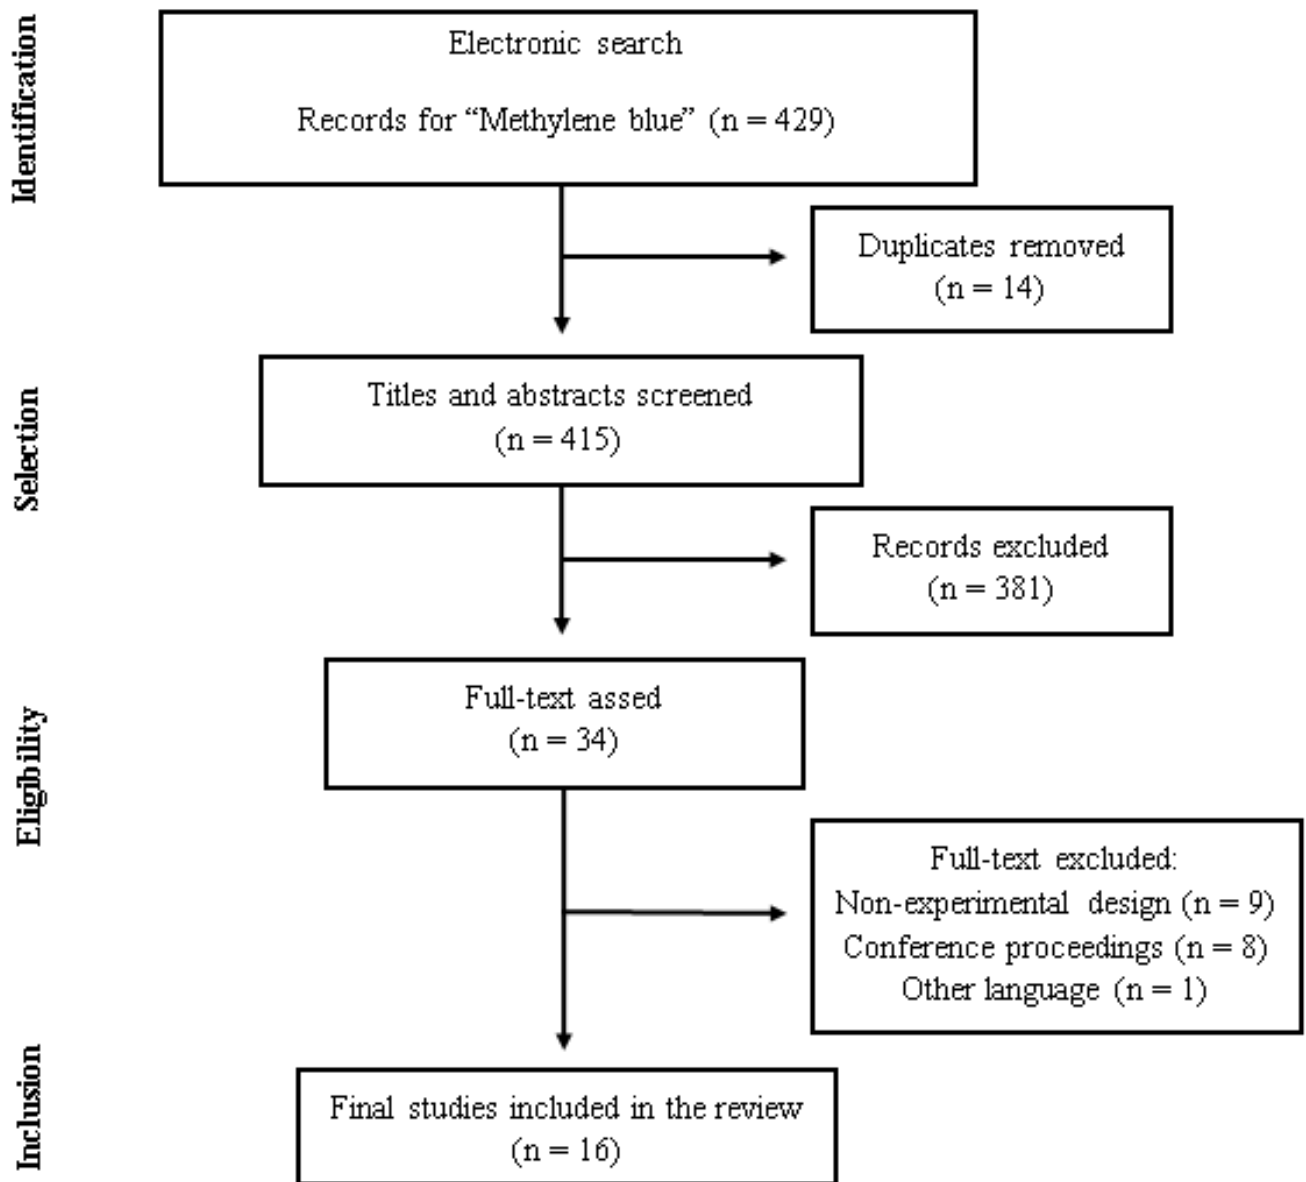 Identification
Electronic search
Records for “Methylene blue” (n = 429)
Duplicates removed
(n = 14)
Selection
Titles and abstracts screened
(n = 415)
Records excluded
(n = 381)
Eligibility
Full-text assed
(n = 34)
Full-text excluded:
Non-experimental design (n = 9)
Conference proceedings (n = 8)
Other language (n = 1)
Inclusion
Final studies included in the review
(n = 16)